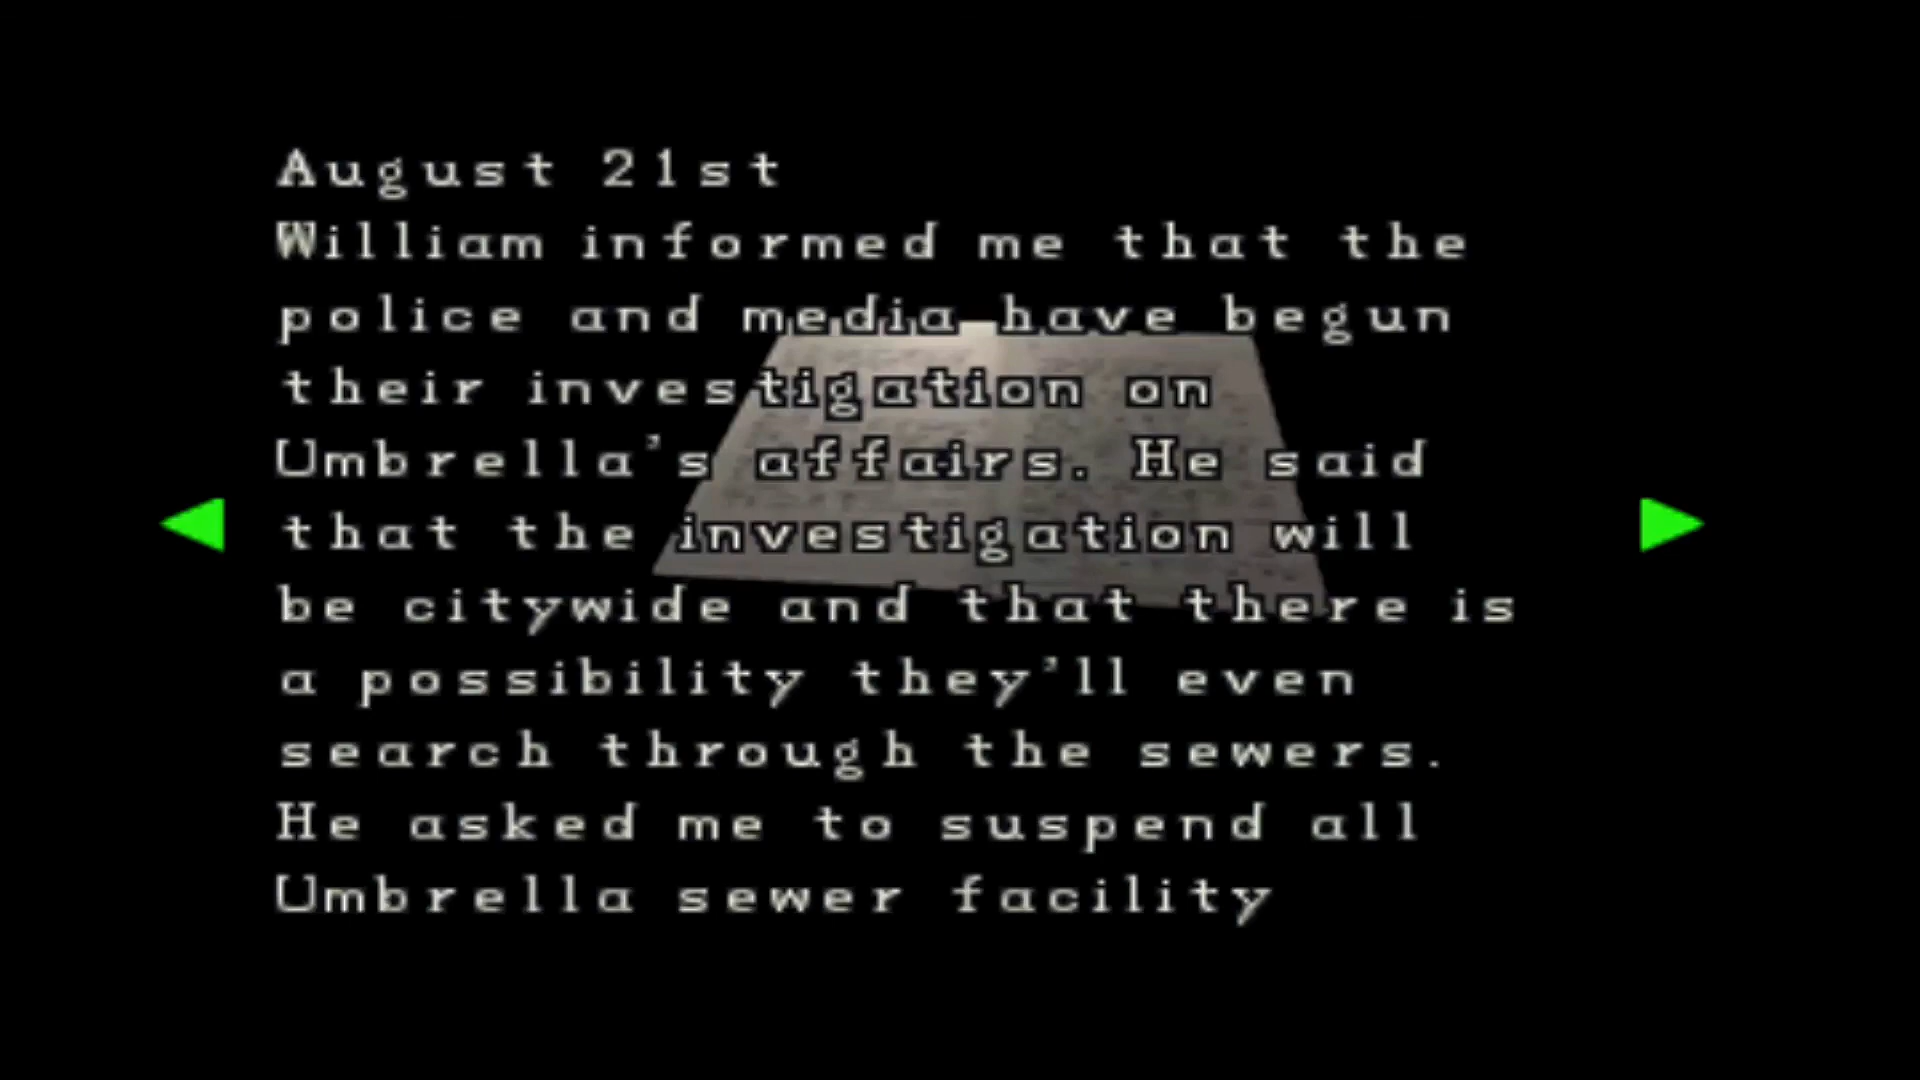 August 21st
William informed me that the
police and media have begun
their investigation on
Umbrella's affairs. He said
that the investigation will
be citywide and that there is
a possibility they'll even
search through the sewers.
He asked me to suspend all
Umbrella sewer facility